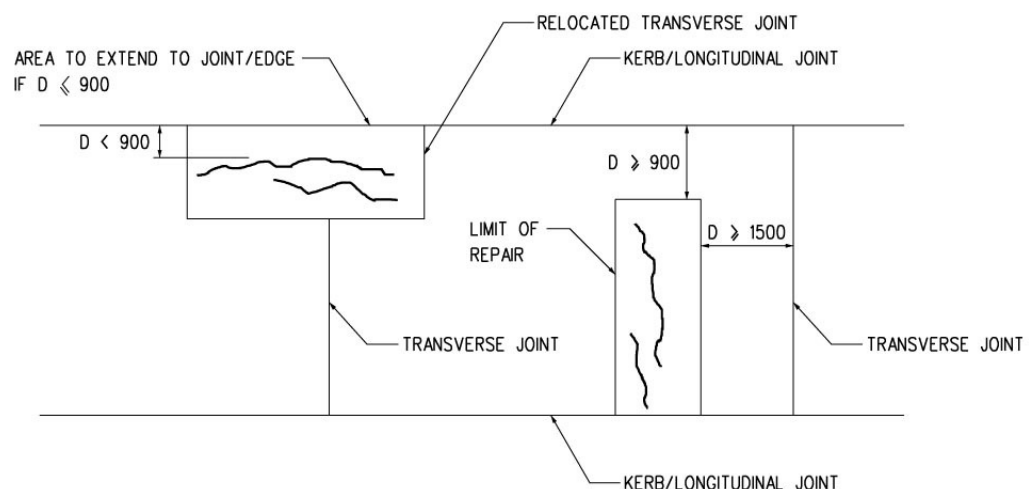 RELOCATED TRANSVERSE JOINT
AREA TO EXTEND TO JOINT/EDGE
IF D ⩽ 900
KERB/LONGITUDINAL JOINT
D < 900
D ⩾ 900
LIMIT OF
REPAIR
D ⩾ 1500
TRANSVERSE JOINT
TRANSVERSE JOINT
KERB/LONGITUDINAL JOINT